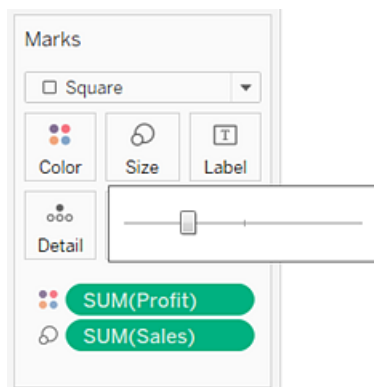 Marks
Square
Color Size Label
Detail
SUM(Profit)
SUM(Sales)